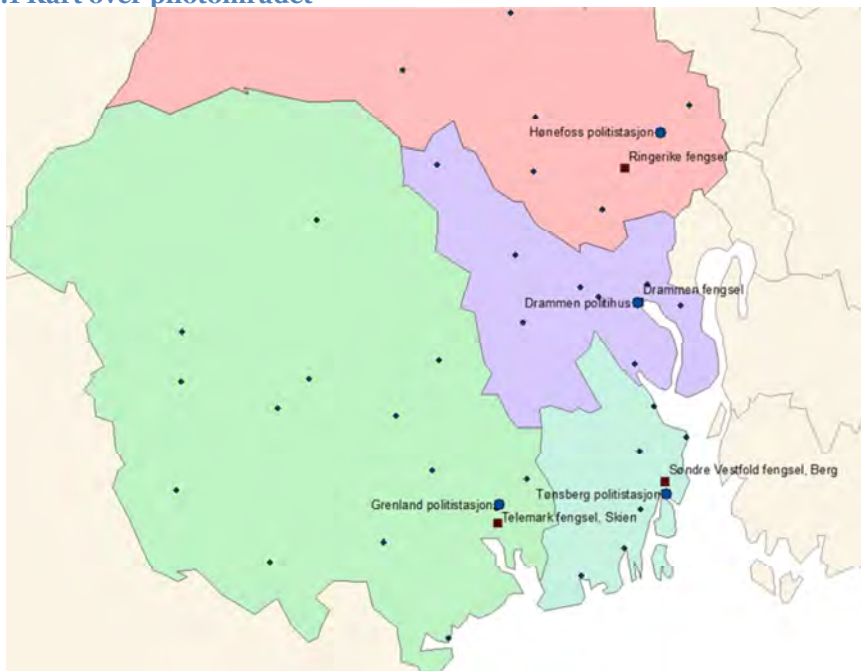 .1 Kart over pilotområdet
Hønefoss politistasjon
Ringerike fengsel
Drammen fengsel
Drammen politihus
Søndre Vestfold fengsel, Berg
Tønsberg politistasjon
Grenland politistasjon
Telemark fengsel, Skien